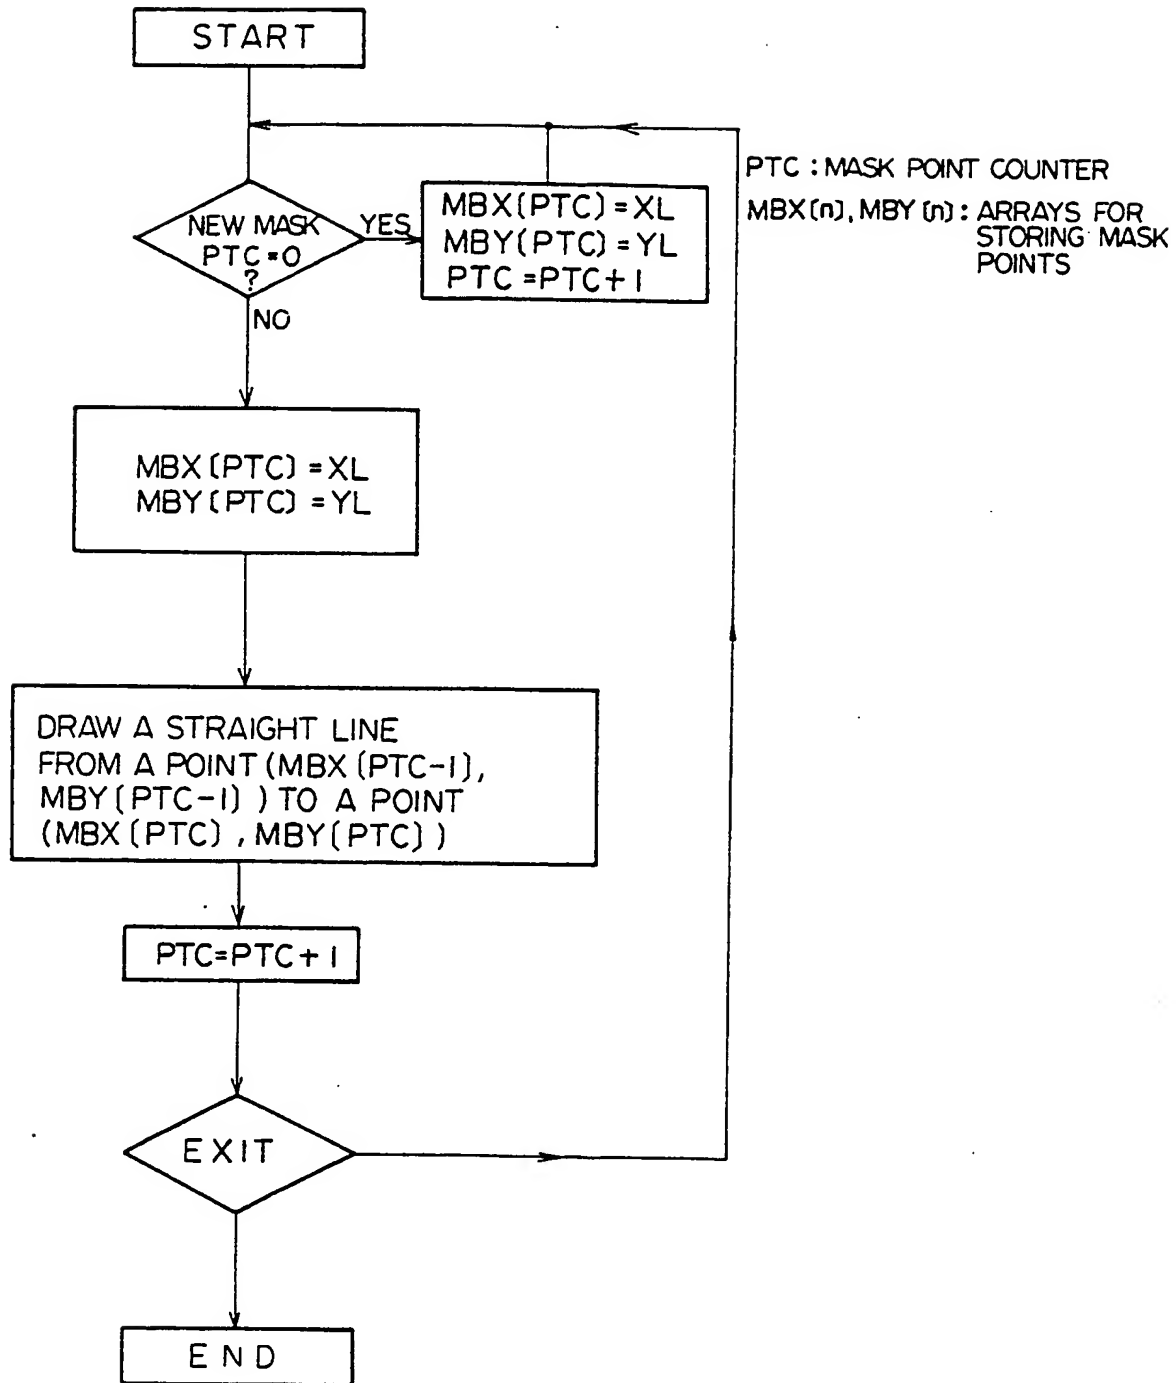 START
NEW MASK
PTC=0
?
YES
NO
MBX(PTC)=XL
MBY(PTC)=YL
PTC=PTC+1
PTC : MASK POINT COUNTER
MBX(n), MBY(n) : ARRAYS FOR
STORING MASK
POINTS
MBX(PTC) = XL
MBY(PTC) = YL
DRAW A STRAIGHT LINE
FROM A POINT (MBX(PTC-1),
MBY(PTC-1) ) TO A POINT
(MBX(PTC) , MBY(PTC) )
PTC=PTC+1
EXIT
END